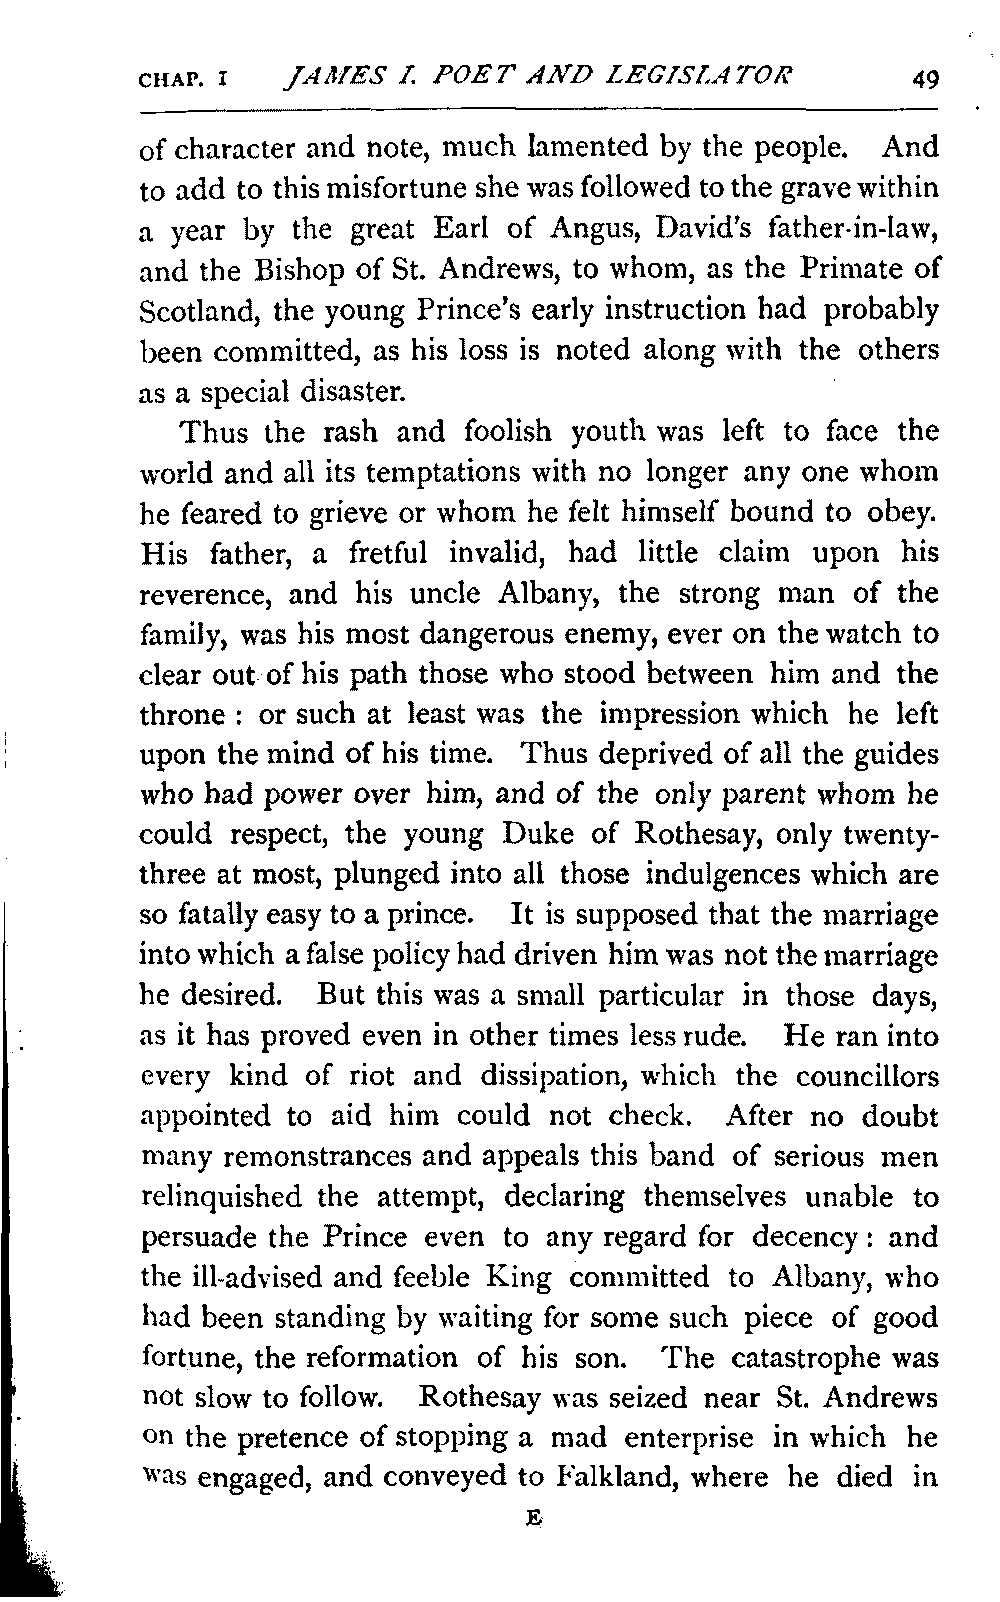 CHAP. I JAMES I. POET AND LEGISLATOR 49
of character and note, much lamented by the people. And
to add to this misfortune she was followed to the grave within
a year by the great Earl of Angus, David's father-in-law,
and the Bishop of St. Andrews, to whom, as the Primate of
Scotland, the young Prince's early instruction had probably
been committed, as his loss is noted along with the others
as a special disaster.
Thus the rash and foolish youth was left to face the
world and all its temptations with no longer any one whom
he feared to grieve or whom he felt himself bound to obey.
His father, a fretful invalid, had little claim upon his
reverence, and his uncle Albany, the strong man of the
family, was his most dangerous enemy, ever on the watch to
clear out of his path those who stood between him and the
throne : or such at least was the impression which he left
upon the mind of his time. Thus deprived of all the guides
who had power over him, and of the only parent whom he
could respect, the young Duke of Rothesay, only twenty-
three at most, plunged into all those indulgences which are
so fatally easy to a prince. It is supposed that the marriage
into which a false policy had driven him was not the marriage
he desired. But this was a small particular in those days,
as it has proved even in other times less rude. He ran into
every kind of riot and dissipation, which the councillors
appointed to aid him could not check. After no doubt
many remonstrances and appeals this band of serious men
relinquished the attempt, declaring themselves unable to
persuade the Prince even to any regard for decency : and
the ill-advised and feeble King committed to Albany, who
had been standing by waiting for some such piece of good
fortune, the reformation of his son. The catastrophe was
not slow to follow. Rothesay was seized near St. Andrews
on the pretence of stopping a mad enterprise in which he
was engaged, and conveyed to Falkland, where he died in
E